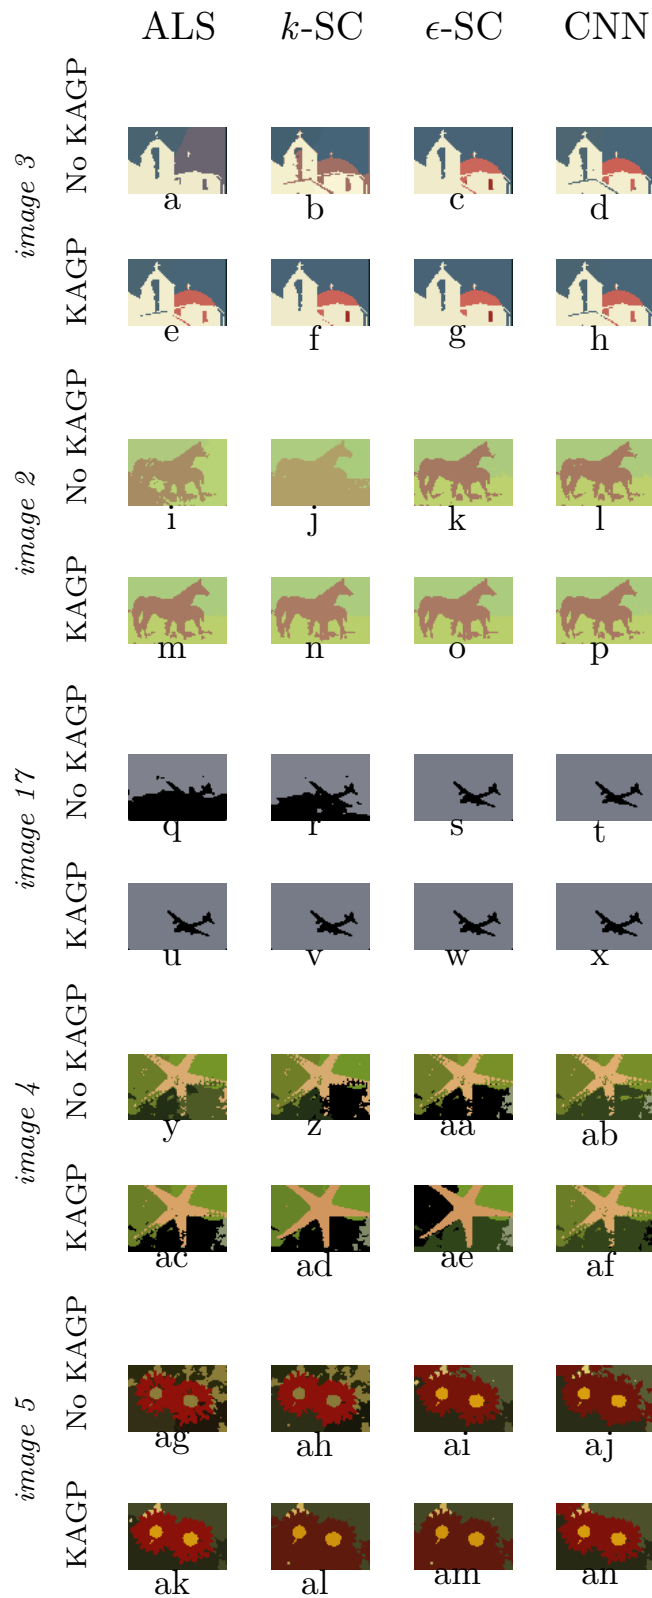 ALS k-SC ϵ-SC CNN
image 3
No KAGP
a b c d
KAGP
e f g h
image 2
No KAGP
i j k l
KAGP
m n o p
image 17
No KAGP
q r s t
KAGP
u v w x
image 4
No KAGP
y z aa ab
KAGP
ac ad ae af
image 5
No KAGP
ag ah ai aj
KAGP
ak al am an